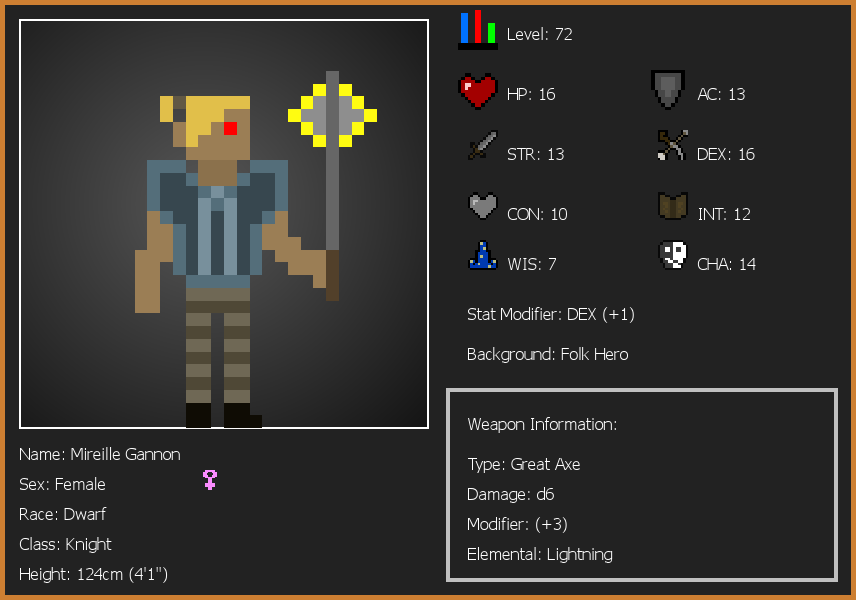 Level: 72
HP: 16
AC: 13
STR: 13
DEX: 16
CON: 10
INT: 12
WIS: 7
CHA: 14
Stat Modifier: DEX (+1)
Background: Folk Hero
Weapon Information:
Type: Great Axe
Damage: d6
Modifier: (+3)
Elemental: Lightning
Name: Mireille Gannon
Sex: Female
Race: Dwarf
Class: Knight
Height: 124cm (4'1")